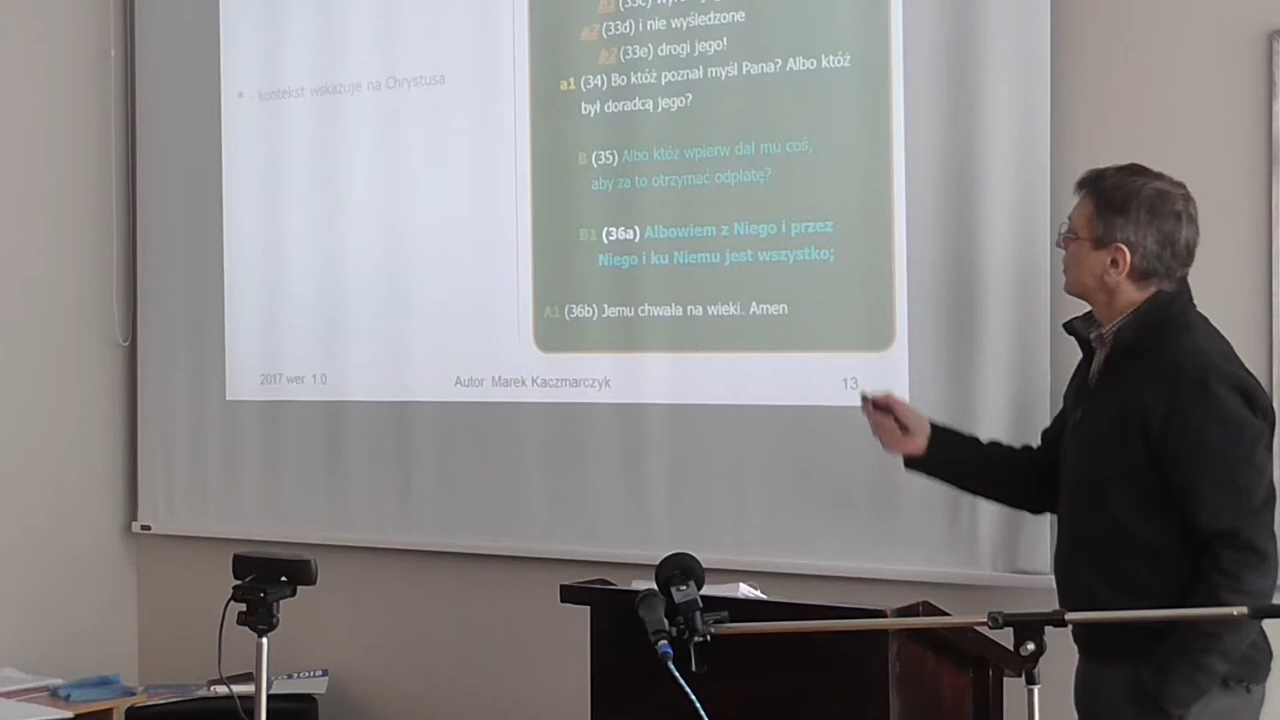 (33d) i nie wyśledzone
(33e) drogi jego!
a1 (34) Bo któż poznał myśl Pana? Albo któż
był doradcą jego?
* kontekst wskazuje na Chrystusa
B (35) Albo któż wpierw dał mu coś,
aby za to otrzymać odpłatę?
B1 (36a) Albowiem z Niego i przez
Niego i ku Niemu jest wszystko;
A1 (36b) Jemu chwała na wieki. Amen
2017 wer. 1.0
Autor: Marek Kaczmarczyk
13
2018